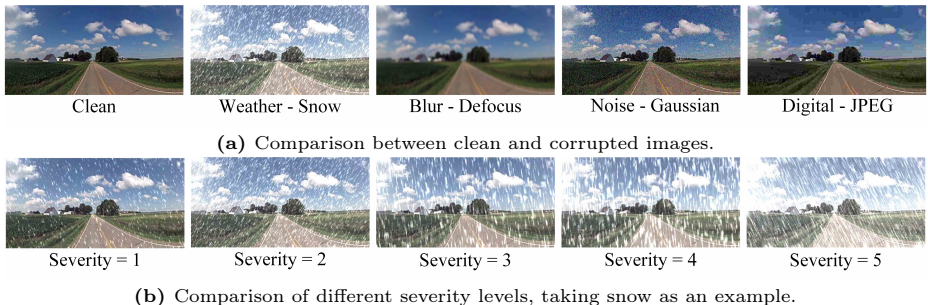 Clean Weather - Snow Blur - Defocus Noise - Gaussian Digital - JPEG
(a) Comparison between clean and corrupted images.
Severity = 1 Severity = 2 Severity = 3 Severity = 4 Severity = 5
(b) Comparison of different severity levels, taking snow as an example.